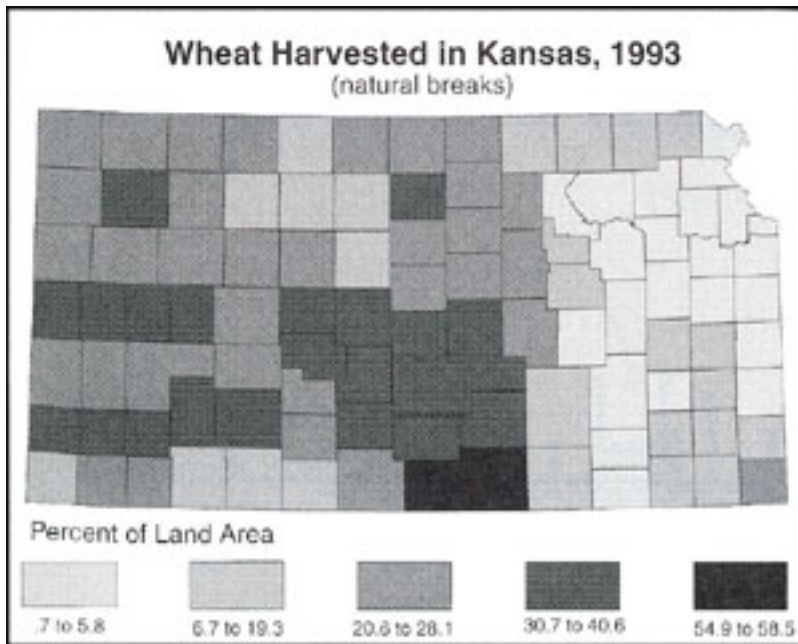 Wheat Harvested in Kansas, 1993
(natural breaks)
Percent of Land Area
.7 to 5.8
6.7 to 19.3
20.6 to 28.1
30.7 to 40.6
54.9 to 58.5